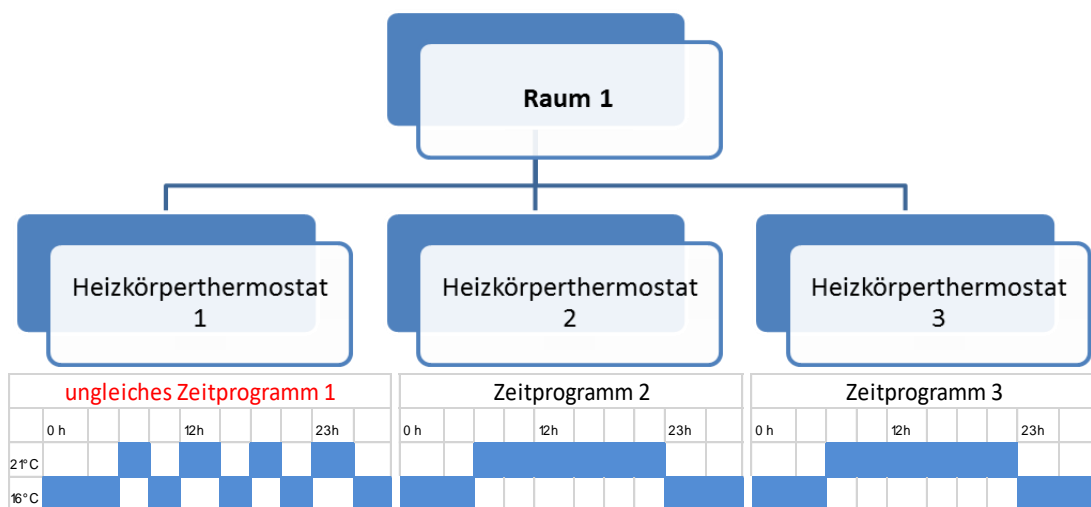 Raum 1
Heizkörperthermostat
1
Heizkörperthermostat
2
Heizkörperthermostat
3
ungleiches Zeitprogramm 1
Zeitprogramm 2
Zeitprogramm 3
0 h 12h 23h
0 h 12h 23h
0 h 12h 23h
21°C
16°C